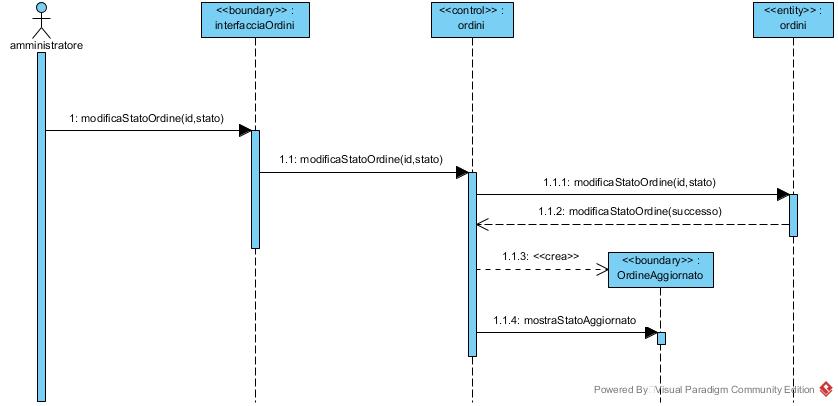 <<boundary>> :
interfacciaOrdini
<<control>> :
ordini
<<entity>> :
ordini
amministratore
1: modificaStatoOrdine(id,stato)
1.1: modificaStatoOrdine(id,stato)
1.1.1: modificaStatoOrdine(id,stato)
1.1.2: modificaStatoOrdine(successo)
1.1.3: <<crea>>
<<boundary>> :
OrdineAggiornato
1.1.4: mostraStatoAggiornato
Powered By Visual Paradigm Community Edition